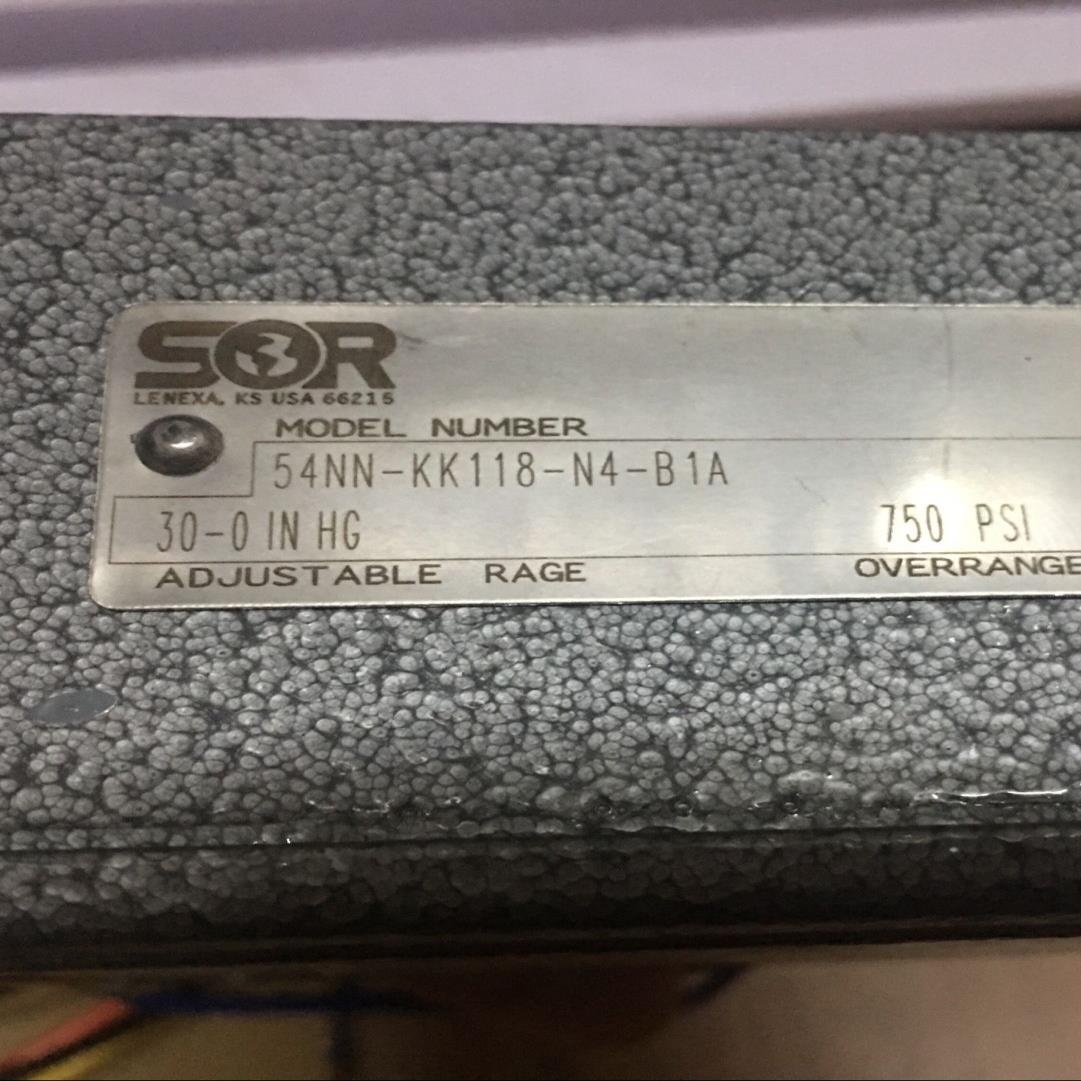 SOR
LENEXA, KS USA 66215
MODEL NUMBER
54NN-KK118-N4-B1A
30-0 IN HG 750 PSI
ADJUSTABLE RAGE OVERRANGE